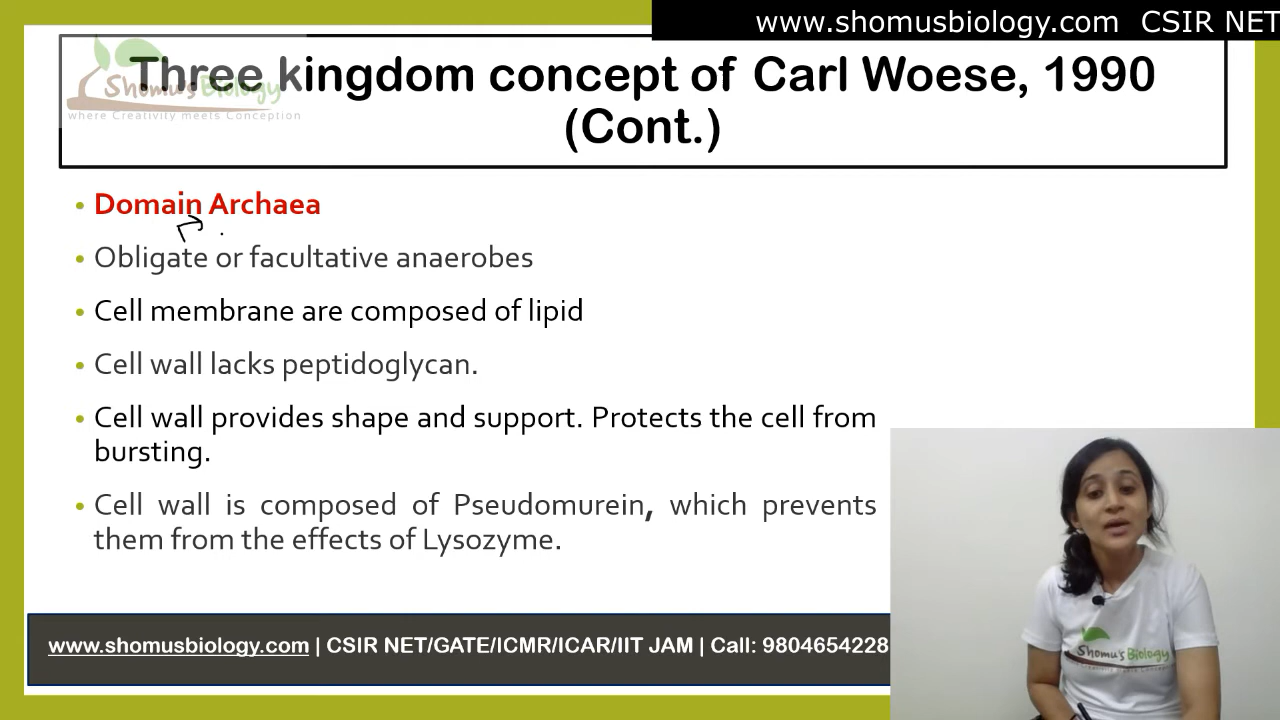 www.shomusbiology.com CSIR NET
Three kingdom concept of Carl Woese, 1990
(Cont.)
Shomu's Biology
where Creativity meets Conception
• Domain Archaea
• Obligate or facultative anaerobes
• Cell membrane are composed of lipid
• Cell wall lacks peptidoglycan.
• Cell wall provides shape and support. Protects the cell from
bursting.
• Cell wall is composed of Pseudomurein, which prevents
them from the effects of Lysozyme.
Shomu's Biology
www.shomusbiology.com | CSIR NET/GATE/ICMR/ICAR/IIT JAM | Call: 9804654228